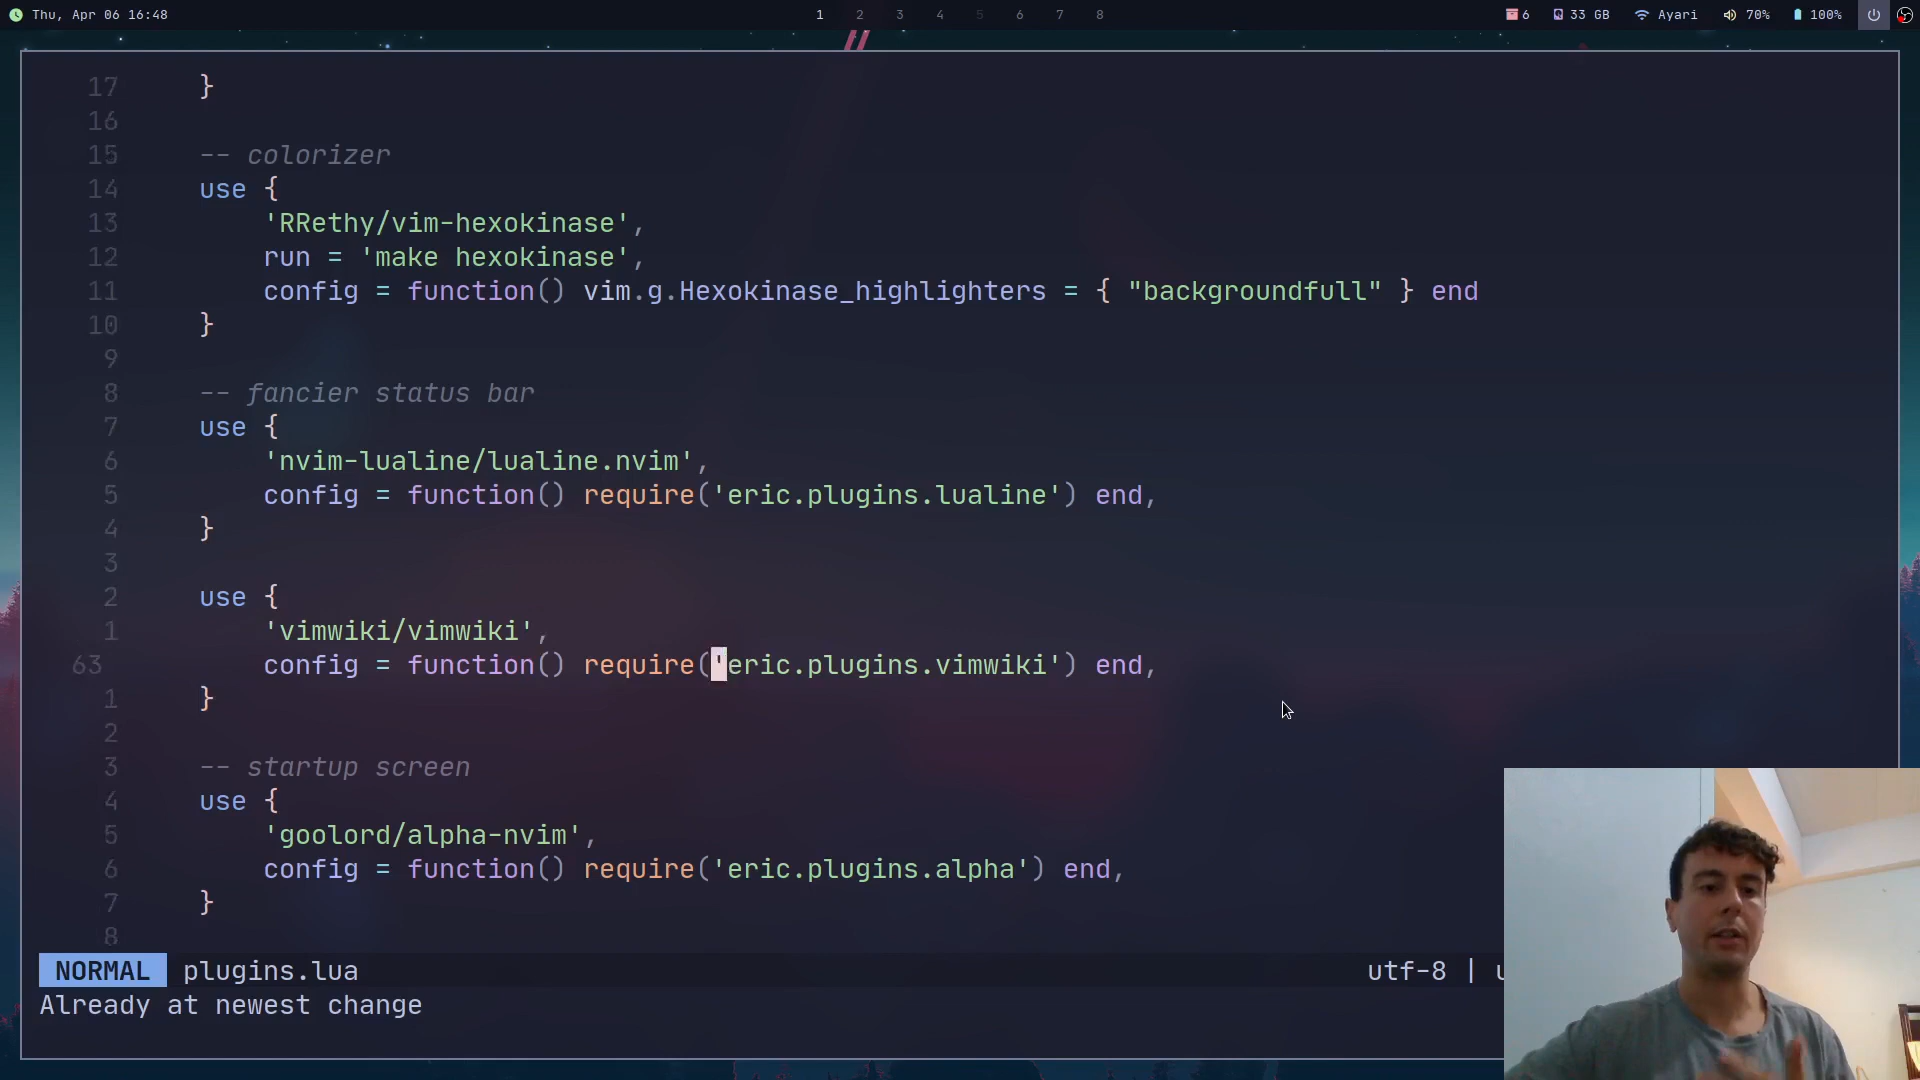 Thu, Apr 06 16:48 1 2 3 4 5 6 7 8 6 33 GB Ayari 70% 100%
17 }
16
15 -- colorizer
14 use {
13 'RRethy/vim-hexokinase',
12 run = 'make hexokinase',
11 config = function() vim.g.Hexokinase_highlighters = { "backgroundfull" } end
10 }
9
8 -- fancier status bar
7 use {
6 'nvim-lualine/lualine.nvim',
5 config = function() require('eric.plugins.lualine') end,
4 }
3
2 use {
1 'vimwiki/vimwiki',
63 config = function() require('eric.plugins.vimwiki') end,
1 }
2
3 -- startup screen
4 use {
5 'goolord/alpha-nvim',
6 config = function() require('eric.plugins.alpha') end,
7 }
8
NORMAL plugins.lua utf-8 |
Already at newest change